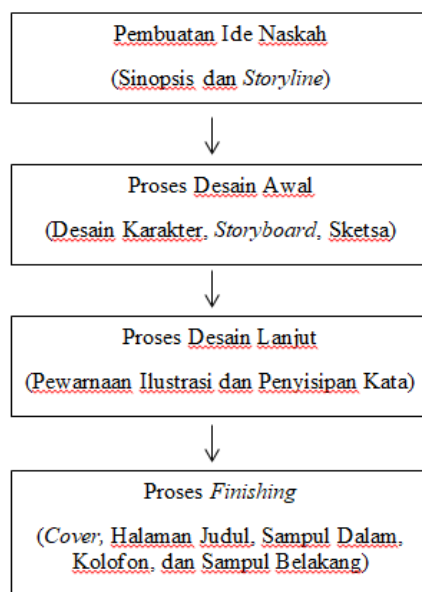 Pembuatan Ide Naskah
(Sinopsis dan Storyline)
Proses Desain Awal
(Desain Karakter, Storyboard, Sketsa)
Proses Desain Lanjut
(Pewarnaan Ilustrasi dan Penyisipan Kata)
Proses Finishing
(Cover, Halaman Judul, Sampul Dalam,
Kolofon, dan Sampul Belakang)